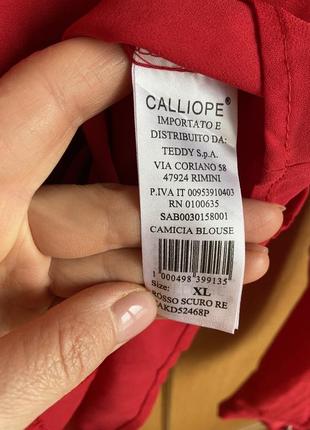 CALLIOPE®
IMPORTATO E
DISTRIBUITO DA:
TEDDY S.p.A.
VIA CORIANO 58
47924 RIMINI
P.IVA IT 00953910403
RN 0100635
SAB0030158001
CAMICIA BLOUSE
1 000498 399135
Size: XL
ROSSO SCURO RE
AKD52468P